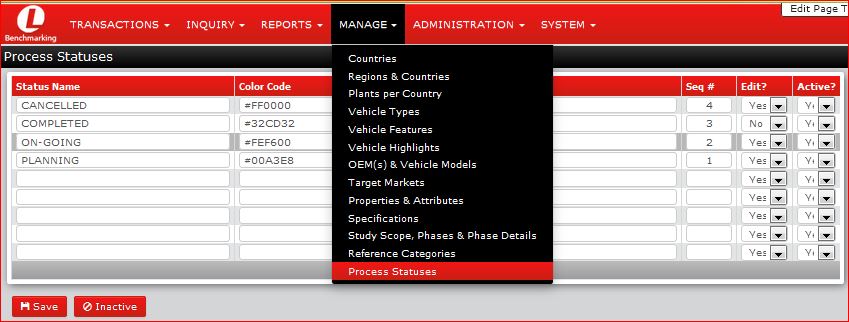 Edit Page T
L
Benchmarking
TRANSACTIONS INQUIRY REPORTS MANAGE ADMINISTRATION SYSTEM
Process Statuses
Status Name Color Code Seq # Edit? Active?
CANCELLED #FF0000 4 Yes
COMPLETED #32CD32 3 No
ON-GOING #FEF600 2 Yes
PLANNING #00A3E8 1 Yes
Yes
Yes
Yes
Yes
Yes
Countries
Regions & Countries
Plants per Country
Vehicle Types
Vehicle Features
Vehicle Highlights
OEM(s) & Vehicle Models
Target Markets
Properties & Attributes
Specifications
Study Scope, Phases & Phase Details
Reference Categories
Process Statuses
Save Inactive